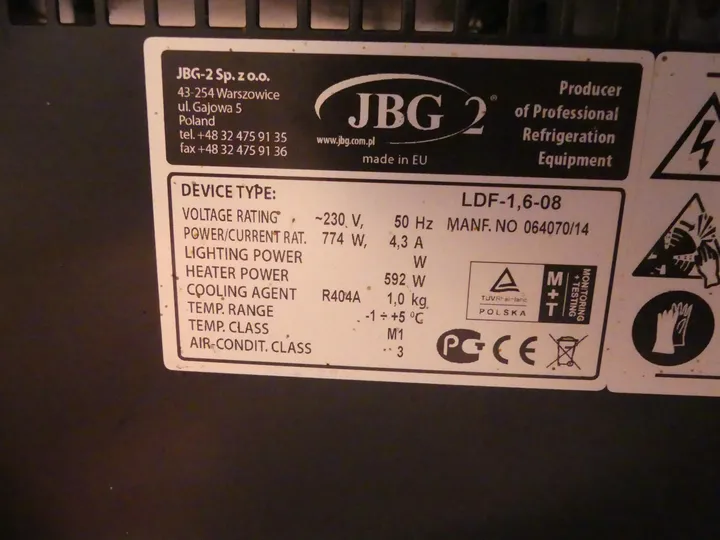 JBG-2 Sp. z o.o.
43-254 Warszowice
ul. Gajowa 5
Poland
tel. +48 32 475 91 35
fax +48 32 475 91 36
JBG 2®
www.jbg.com.pl
made in EU
Producer
of Professional
Refrigeration
Equipment
DEVICE TYPE: LDF-1,6-08
VOLTAGE RATING ~230 V, 50 Hz MANF. NO 064070/14
POWER/CURRENT RAT. 774 W, 4,3 A
LIGHTING POWER W
HEATER POWER 592 W
COOLING AGENT R404A 1,0 kg
TEMP. RANGE -1 ÷ +5 °C
TEMP. CLASS M1
AIR-CONDIT. CLASS 3
TÜVRheinland
POLSKA
M+T
MONITORING
+ TESTING
PCT CE